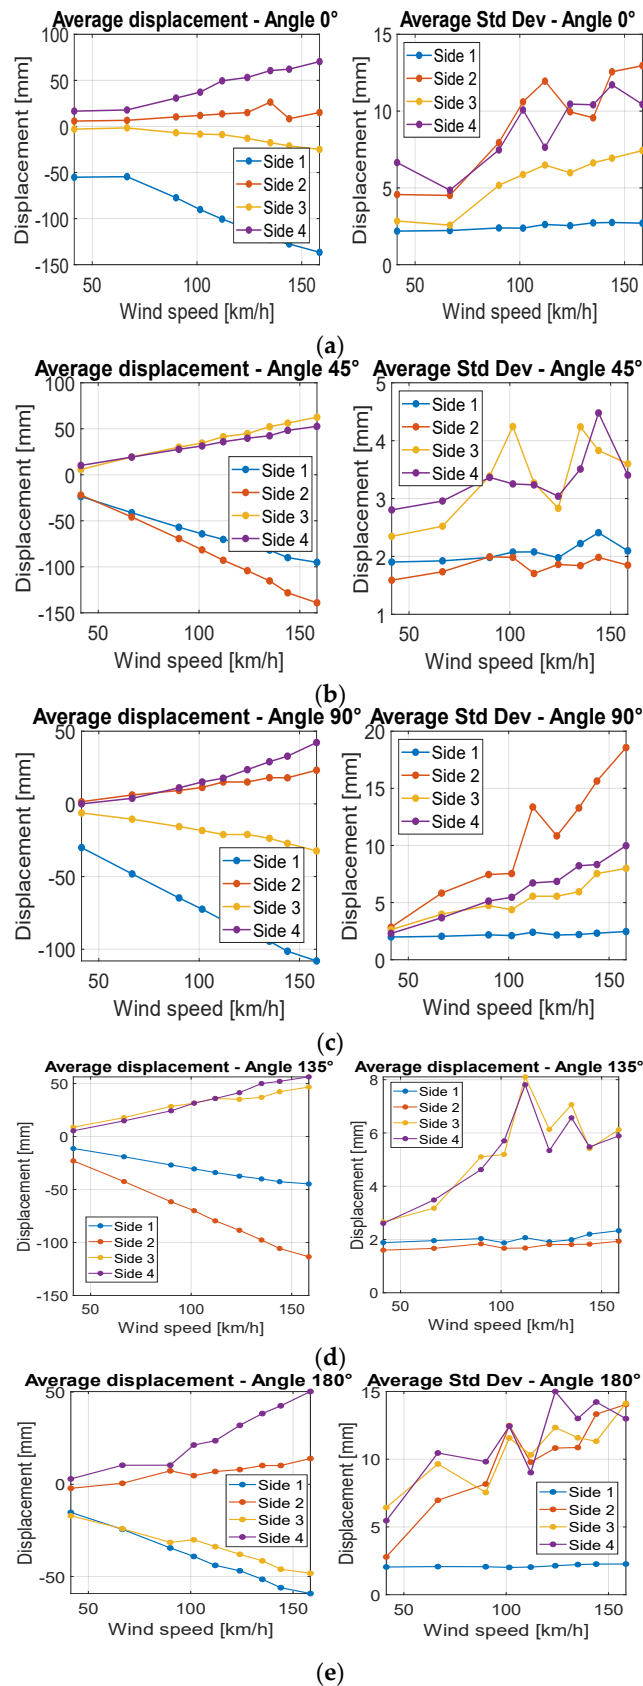 Average displacement - Angle 0°
Average Std Dev - Angle 0°
Displacement [mm]
100
50
0
-50
-100
-150
Side 1
Side 2
Side 3
Side 4
50
100
150
Wind speed [km/h]
Displacement [mm]
15
10
5
0
Side 1
Side 2
Side 3
Side 4
50
100
150
Wind speed [km/h]
(a)
Average displacement - Angle 45°
Average Std Dev - Angle 45°
Displacement [mm]
100
50
0
-50
-100
-150
Side 1
Side 2
Side 3
Side 4
50
100
150
Wind speed [km/h]
Displacement [mm]
5
4
3
2
1
Side 1
Side 2
Side 3
Side 4
50
100
150
Wind speed [km/h]
(b)
Average displacement - Angle 90°
Average Std Dev - Angle 90°
Displacement [mm]
50
0
-50
-100
Side 1
Side 2
Side 3
Side 4
50
100
150
Wind speed [km/h]
Displacement [mm]
20
15
10
5
0
Side 1
Side 2
Side 3
Side 4
50
100
150
Wind speed [km/h]
(c)
Average displacement - Angle 135°
Average displacement - Angle 135°
Displacement [mm]
50
0
-50
-100
-150
Side 1
Side 2
Side 3
Side 4
50
100
150
Wind speed [km/h]
Displacement [mm]
8
6
4
2
0
Side 1
Side 2
Side 3
Side 4
50
100
150
Wind speed [km/h]
(d)
Average displacement - Angle 180°
Average Std Dev - Angle 180°
Displacement [mm]
50
0
-50
Side 1
Side 2
Side 3
Side 4
50
100
150
Wind speed [km/h]
Displacement [mm]
15
10
5
0
Side 1
Side 2
Side 3
Side 4
50
100
150
Wind speed [km/h]
(e)